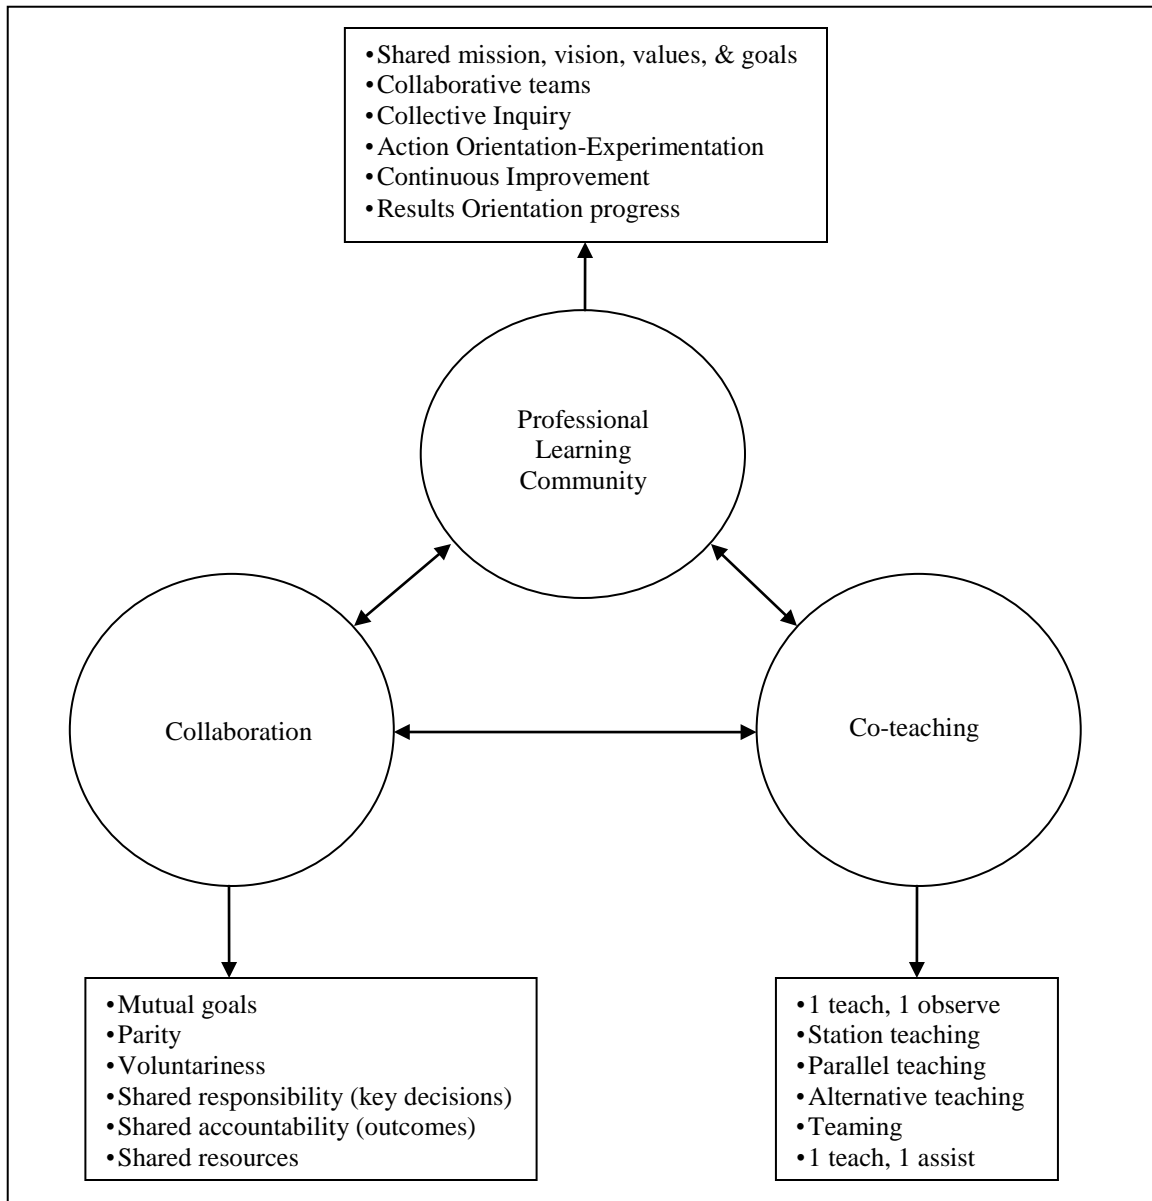 •Shared mission, vision, values, & goals
•Collaborative teams
•Collective Inquiry
•Action Orientation-Experimentation
•Continuous Improvement
•Results Orientation progress
Professional
Learning
Community
Collaboration
Co-teaching
•Mutual goals
•Parity
•Voluntariness
•Shared responsibility (key decisions)
•Shared accountability (outcomes)
•Shared resources
•1 teach, 1 observe
•Station teaching
•Parallel teaching
•Alternative teaching
•Teaming
•1 teach, 1 assist